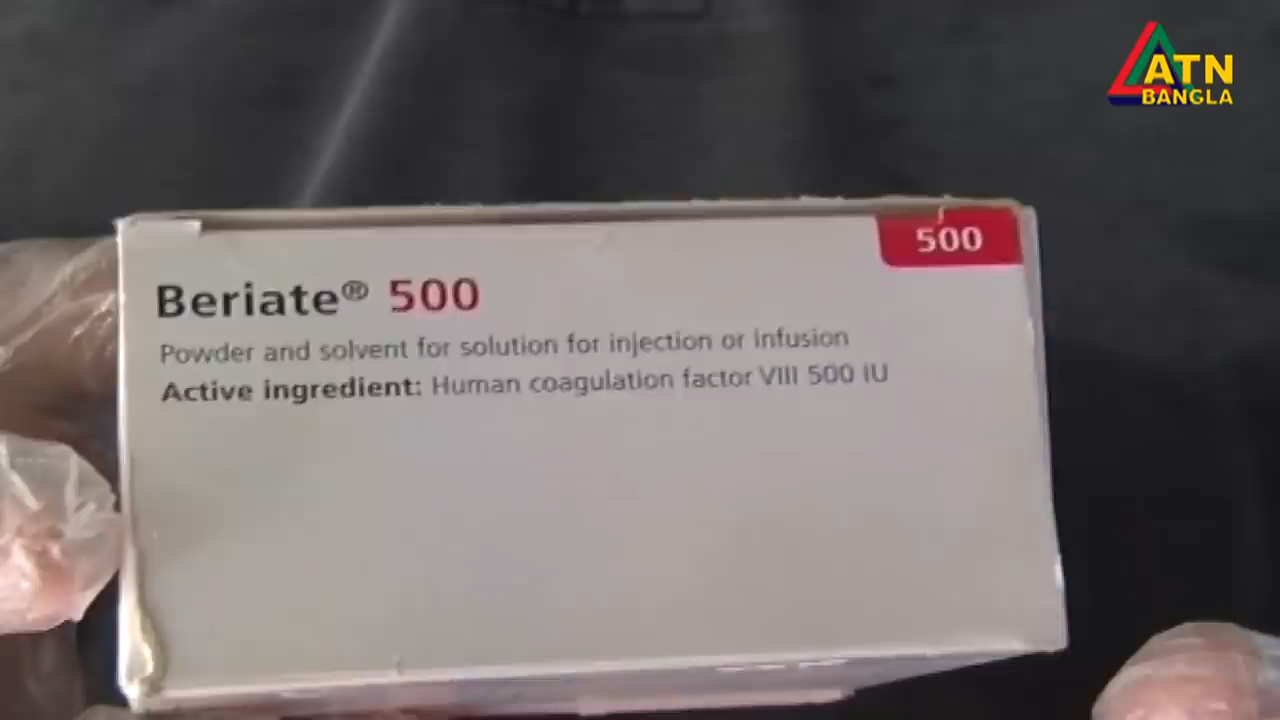 ATN
BANGLA
500
Beriate® 500
Powder and solvent for solution for injection or infusion
Active ingredient: Human coagulation factor VIII 500 IU